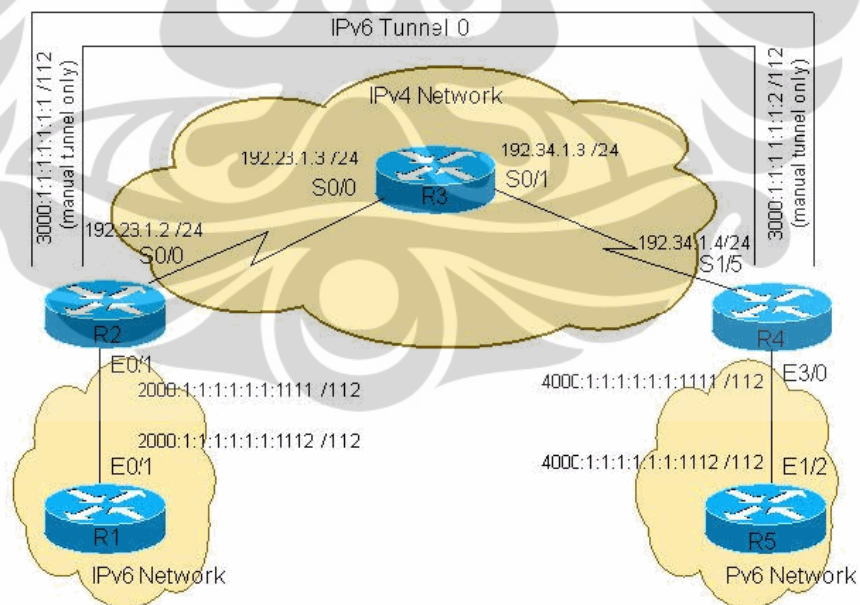 IPv6 Tunnel 0
3000:1:1:1:1:1:1:1 /112
(manual tunnel only)
3000:1:1:1 1:1:1:2 /112
(manual tunnel only)
IPv4 Network
192.23.1.3 /24
S0/0
R3
192.34.1.3 /24
S0/1
192.23.1.2 /24
S0/0
192.34.1.4/24
S1/5
R2
R4
E0/1
2000:1:1:1:1:1:1:1111 /112
4000:1:1:1:1:1:1:1111 /112
E3/0
2000:1:1:1:1:1:1:1112 /112
E0/1
4000:1:1:1:1:1:1:1112 /112
E1/2
R1
R5
IPv6 Network
Pv6 Network